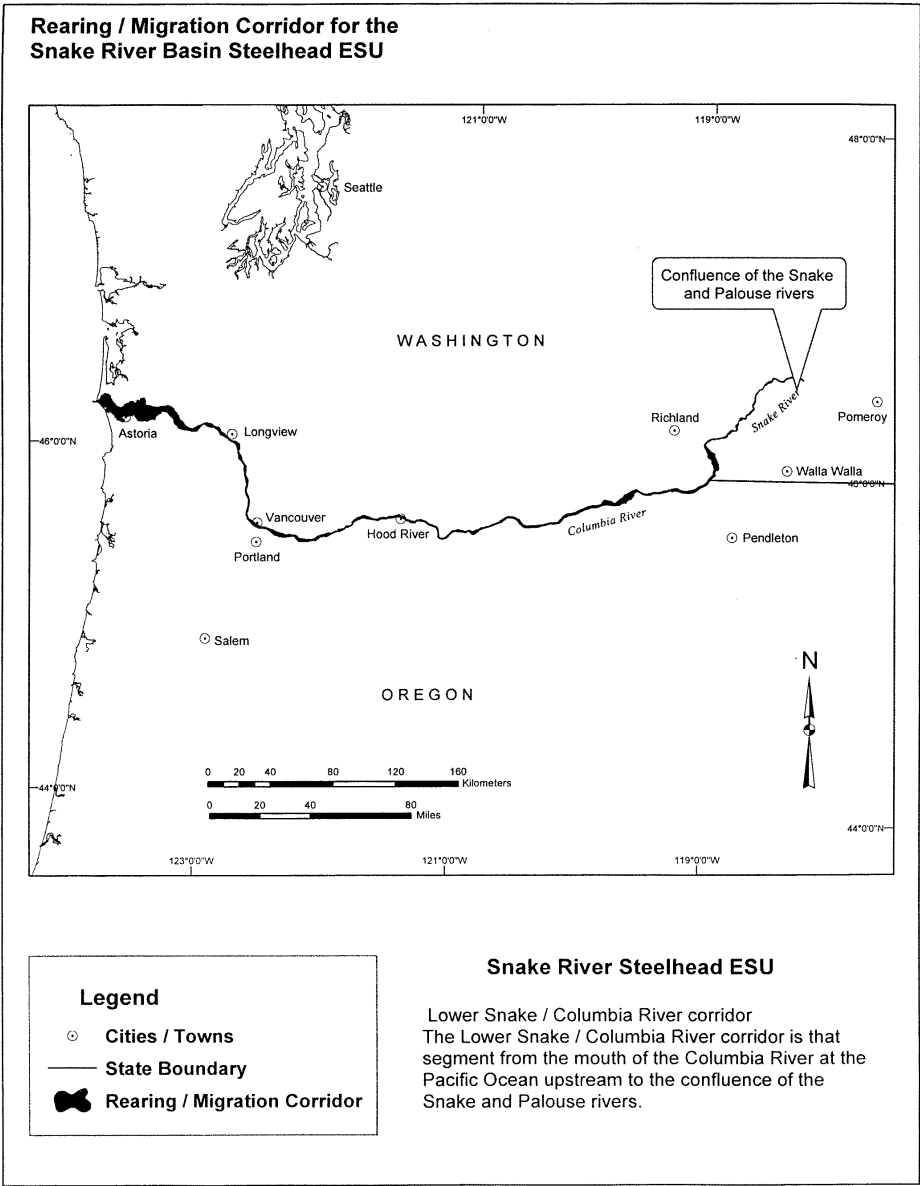 Rearing / Migration Corridor for the
Snake River Basin Steelhead ESU
121°0'0"W
119°0'0"W
48°0'0"N
Seattle
Confluence of the Snake
and Palouse rivers
WASHINGTON
Snake River
Richland
Pomeroy
Astoria
Longview
46°0'0"N
Walla Walla
Vancouver
Hood River
Columbia River
Portland
Pendleton
Salem
N
OREGON
0 20 40 80 120 160
Kilometers
44°0'0"N
0 20 40 80
Miles
44°0'0"N
123°0'0"W
121°0'0"W
119°0'0"W
Legend
Cities / Towns
State Boundary
Rearing / Migration Corridor
Snake River Steelhead ESU
Lower Snake / Columbia River corridor
The Lower Snake / Columbia River corridor is that
segment from the mouth of the Columbia River at the
Pacific Ocean upstream to the confluence of the
Snake and Palouse rivers.